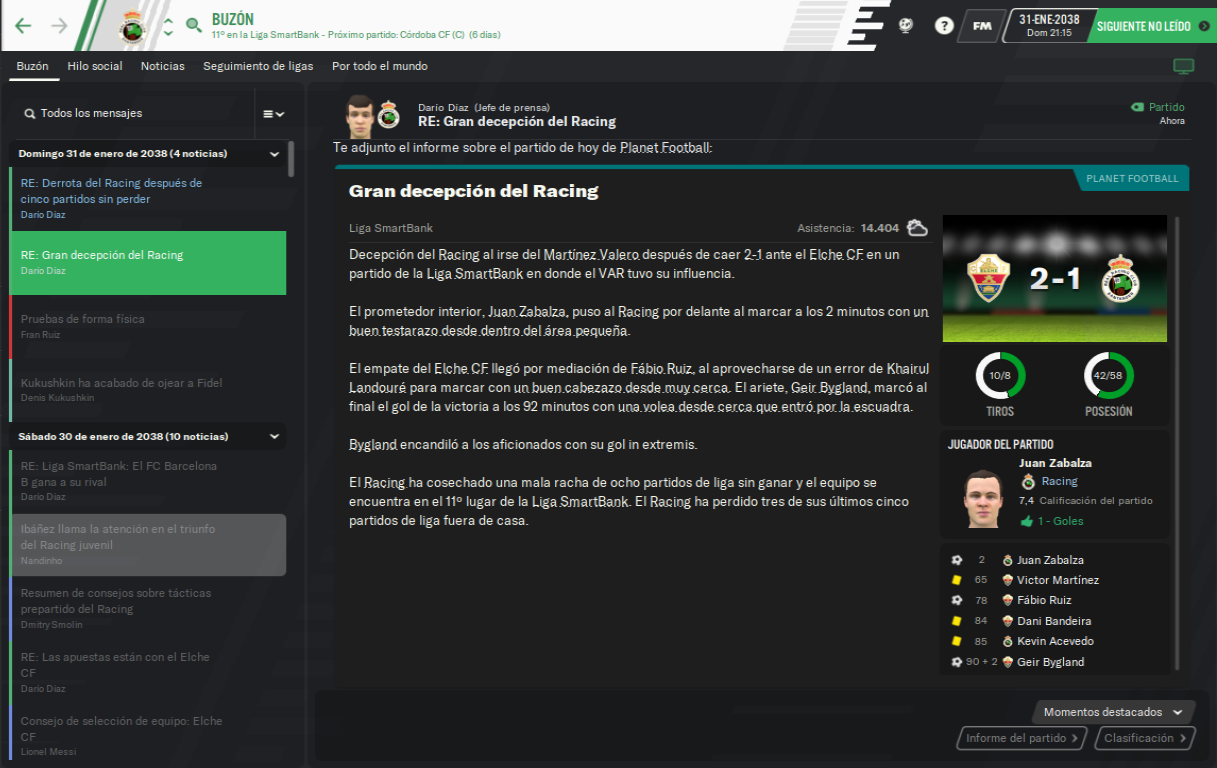 BUZÓN
11º en la Liga SmartBank - Próximo partido: Córdoba CF (C) (6 días)
?
FM
31-ENE-2038
Dom 21:15
SIGUIENTE NO LEÍDO
Buzón
Hilo social
Noticias
Seguimiento de ligas
Por todo el mundo
Todos los mensajes
Domingo 31 de enero de 2038 (4 noticias)
RE: Derrota del Racing después de
cinco partidos sin perder
Darío Díaz
RE: Gran decepción del Racing
Darío Díaz
Pruebas de forma física
Fran Ruiz
Kukushkin ha acabado de ojear a Fidel
Denis Kukushkin
Sábado 30 de enero de 2038 (10 noticias)
RE: Liga SmartBank: El FC Barcelona
B gana a su rival
Darío Díaz
Ibáñez llama la atención en el triunfo
del Racing juvenil
Nandinho
Resumen de consejos sobre tácticas
prepartido del Racing
Dmitry Smolin
RE: Las apuestas están con el Elche
CF
Darío Díaz
Consejo de selección de equipo: Elche
CF
Lionel Messi
Darío Díaz (Jefe de prensa)
RE: Gran decepción del Racing
Partido
Ahora
Te adjunto el informe sobre el partido de hoy de Planet Football:
PLANET FOOTBALL
Gran decepción del Racing
Liga SmartBank
Asistencia: 14.404
Decepción del Racing al irse del Martínez Valero después de caer 2-1 ante el Elche CF en un
partido de la Liga SmartBank en donde el VAR tuvo su influencia.
El prometedor interior, Juan Zabalza, puso al Racing por delante al marcar a los 2 minutos con un
buen testarazo desde dentro del área pequeña.
El empate del Elche CF llegó por mediación de Fábio Ruiz, al aprovecharse de un error de Khairul
Landouré para marcar con un buen cabezazo desde muy cerca. El ariete, Geir Bygland, marcó al
final el gol de la victoria a los 92 minutos con una volea desde cerca que entró por la escuadra.
Bygland encandiló a los aficionados con su gol in extremis.
El Racing ha cosechado una mala racha de ocho partidos de liga sin ganar y el equipo se
encuentra en el 11º lugar de la Liga SmartBank. El Racing ha perdido tres de sus últimos cinco
partidos de liga fuera de casa.
2-1
10/8
TIROS
42/58
POSESIÓN
JUGADOR DEL PARTIDO
Juan Zabalza
Racing
7,4 Calificación del partido
1 - Goles
2 Juan Zabalza
65 Victor Martínez
78 Fábio Ruiz
84 Dani Bandeira
85 Kevin Acevedo
90 + 2 Geir Bygland
Momentos destacados
Informe del partido
Clasificación